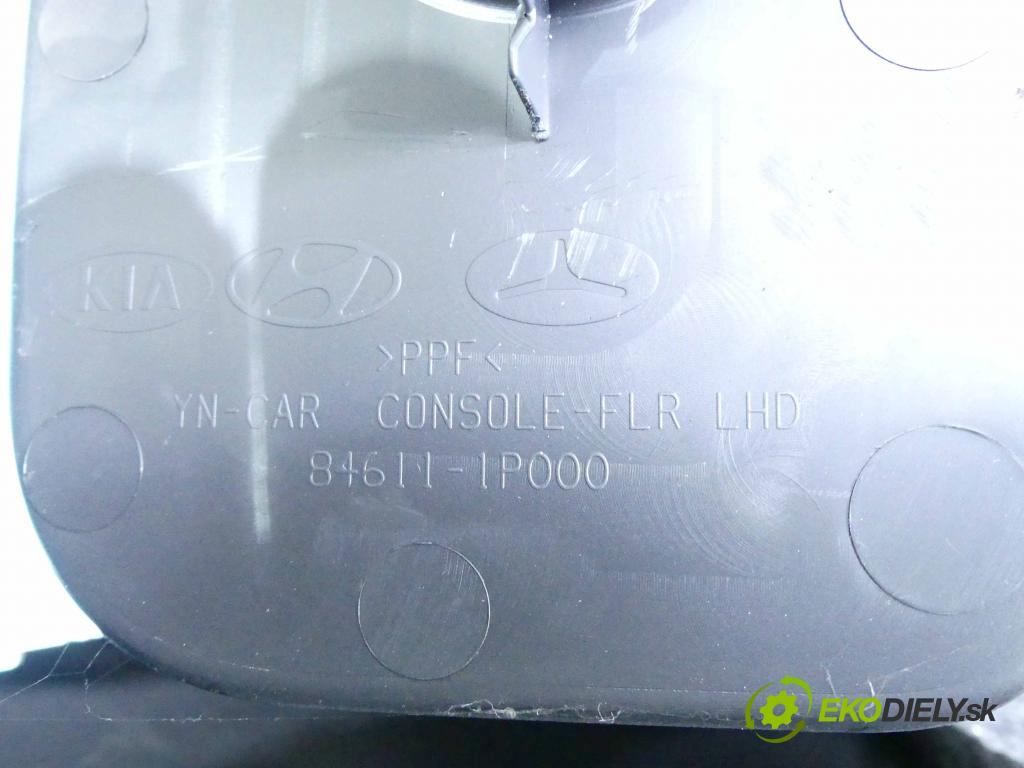 KIA
>PPF<
YN-CAR CONSOLE-FLR LHD
84611-1P000
EKODIELY.sk